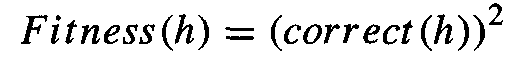 Fitness(h) = (correct(h))²